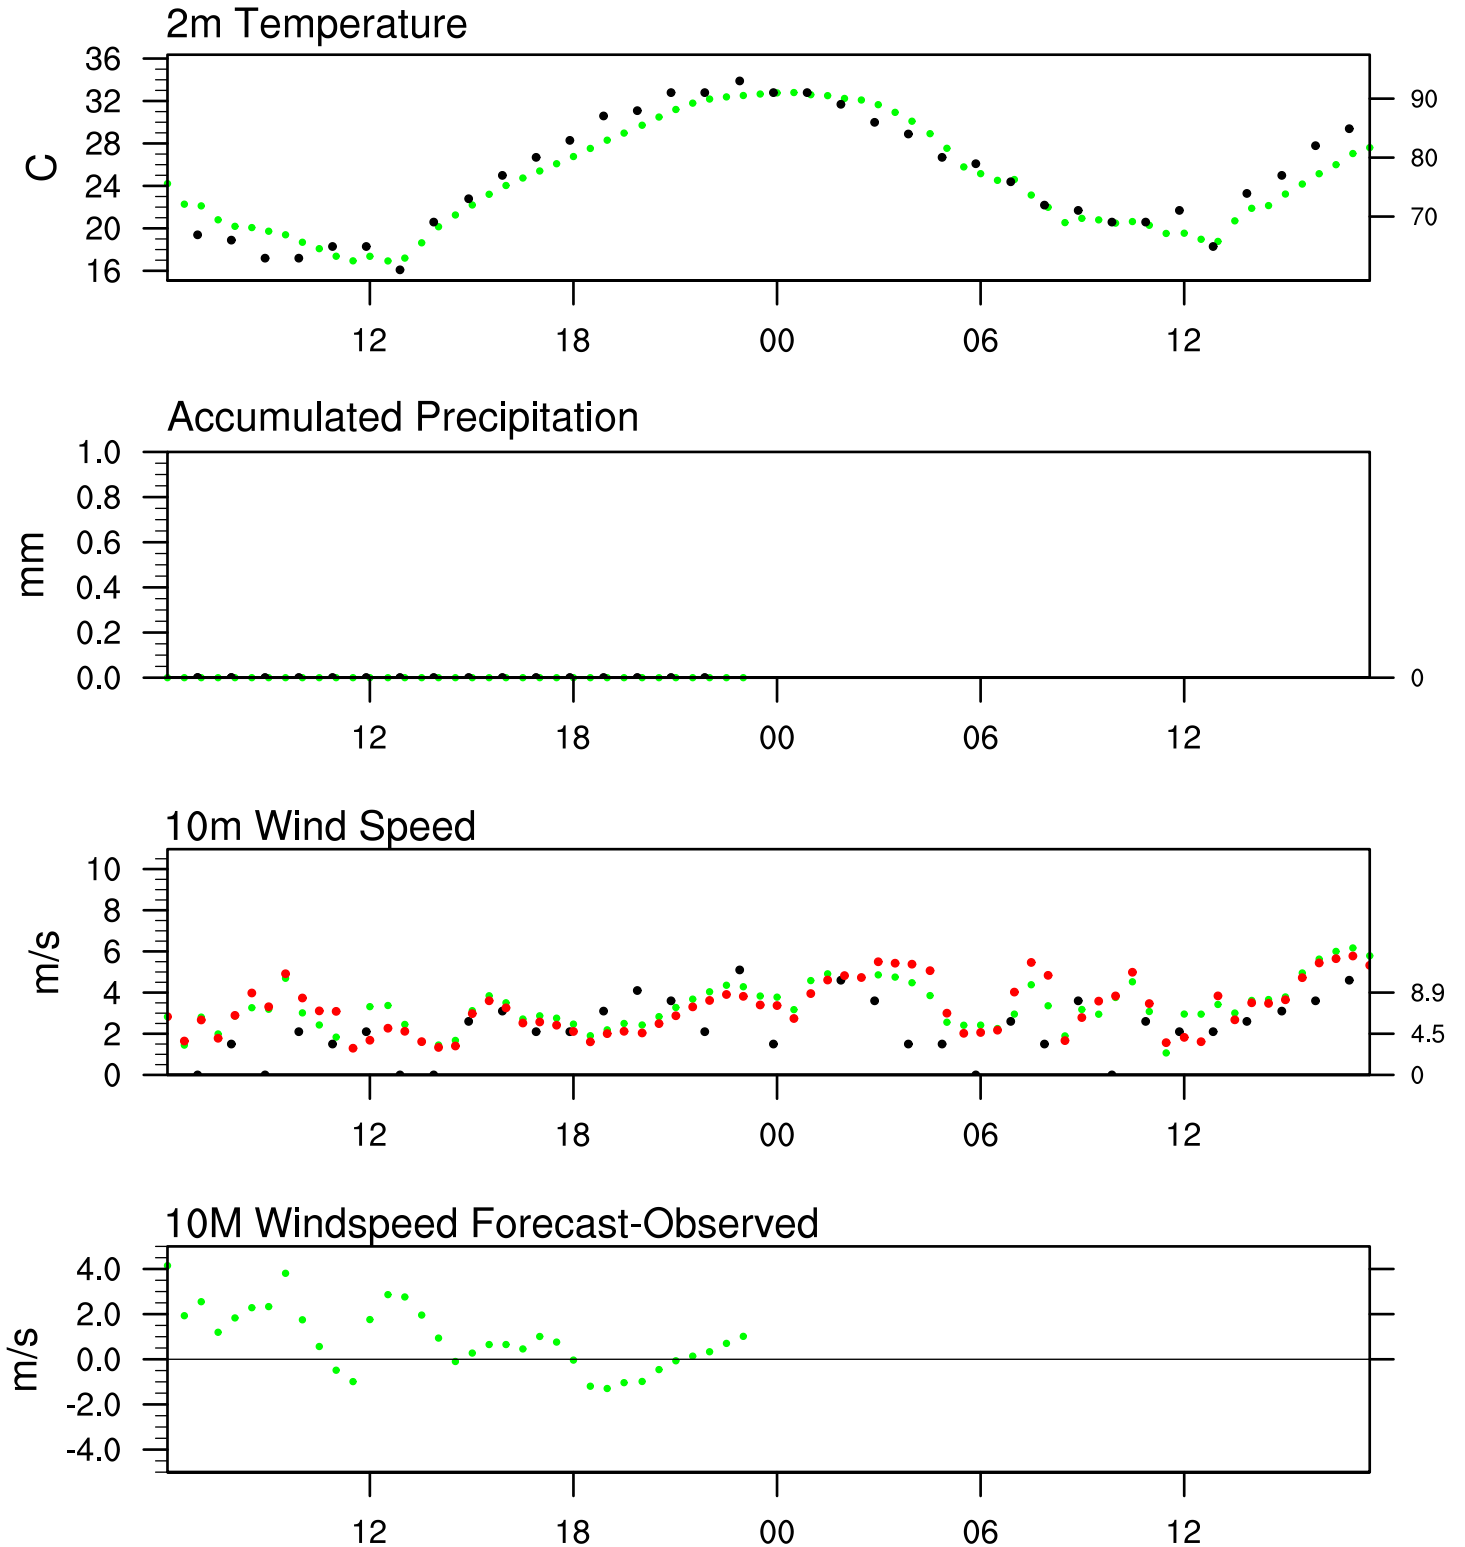 2m Temperature
36
32
28
24
20
16
C
90
80
70
12 18 00 06 12
Accumulated Precipitation
1.0
0.8
0.6
0.4
0.2
0.0
mm
0
12 18 00 06 12
10m Wind Speed
10
8
6
4
2
0
m/s
8.9
4.5
0
12 18 00 06 12
10M Windspeed Forecast-Observed
4.0
2.0
0.0
-2.0
-4.0
m/s
12 18 00 06 12